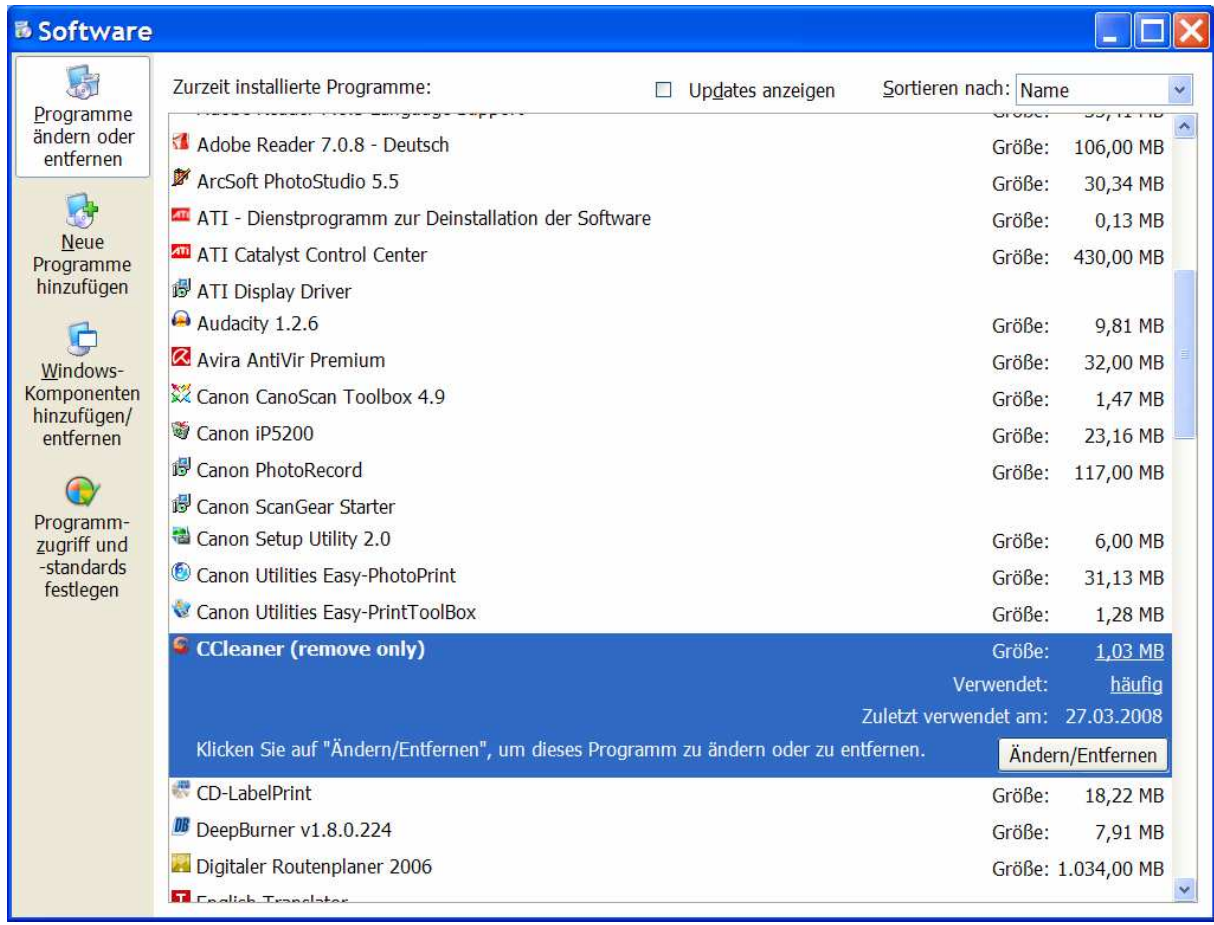 Software
Programme
ändern oder
entfernen
Neue
Programme
hinzufügen
Windows-
Komponenten
hinzufügen/
entfernen
Programm-
zugriff und
-standards
festlegen
Zurzeit installierte Programme:
Updates anzeigen
Sortieren nach: Name
Adobe Reader 7.0.8 - Deutsch Größe: 106,00 MB
ArcSoft PhotoStudio 5.5 Größe: 30,34 MB
ATI - Dienstprogramm zur Deinstallation der Software Größe: 0,13 MB
ATI Catalyst Control Center Größe: 430,00 MB
ATI Display Driver
Audacity 1.2.6 Größe: 9,81 MB
Avira AntiVir Premium Größe: 32,00 MB
Canon CanoScan Toolbox 4.9 Größe: 1,47 MB
Canon iP5200 Größe: 23,16 MB
Canon PhotoRecord Größe: 117,00 MB
Canon ScanGear Starter
Canon Setup Utility 2.0 Größe: 6,00 MB
Canon Utilities Easy-PhotoPrint Größe: 31,13 MB
Canon Utilities Easy-PrintToolBox Größe: 1,28 MB
CCleaner (remove only) Größe: 1,03 MB
Verwendet: häufig
Zuletzt verwendet am: 27.03.2008
Klicken Sie auf "Ändern/Entfernen", um dieses Programm zu ändern oder zu entfernen. Ändern/Entfernen
CD-LabelPrint Größe: 18,22 MB
DeepBurner v1.8.0.224 Größe: 7,91 MB
Digitaler Routenplaner 2006 Größe: 1.034,00 MB
English Translator